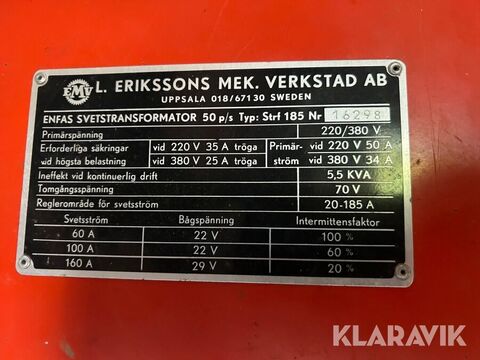 EMV L. ERIKSSONS MEK. VERKSTAD AB
UPPSALA 018/67130 SWEDEN
ENFAS SVETSTRANSFORMATOR 50 p/s Typ: Strf 185 Nr 16298
Primärspänning 220/380 V
Erforderliga säkringar vid 220 V 35 A tröga Primär- vid 220 V 50 A
vid högsta belastning vid 380 V 25 A tröga ström vid 380 V 34 A
Ineffekt vid kontinuerlig drift 5,5 KVA
Tomgångsspänning 70 V
Reglerområde för svetsström 20-185 A
Svetsström Bågspänning Intermittensfaktor
60 A 22 V 100 %
100 A 22 V 60 %
160 A 29 V 20 %
KLARAVIK